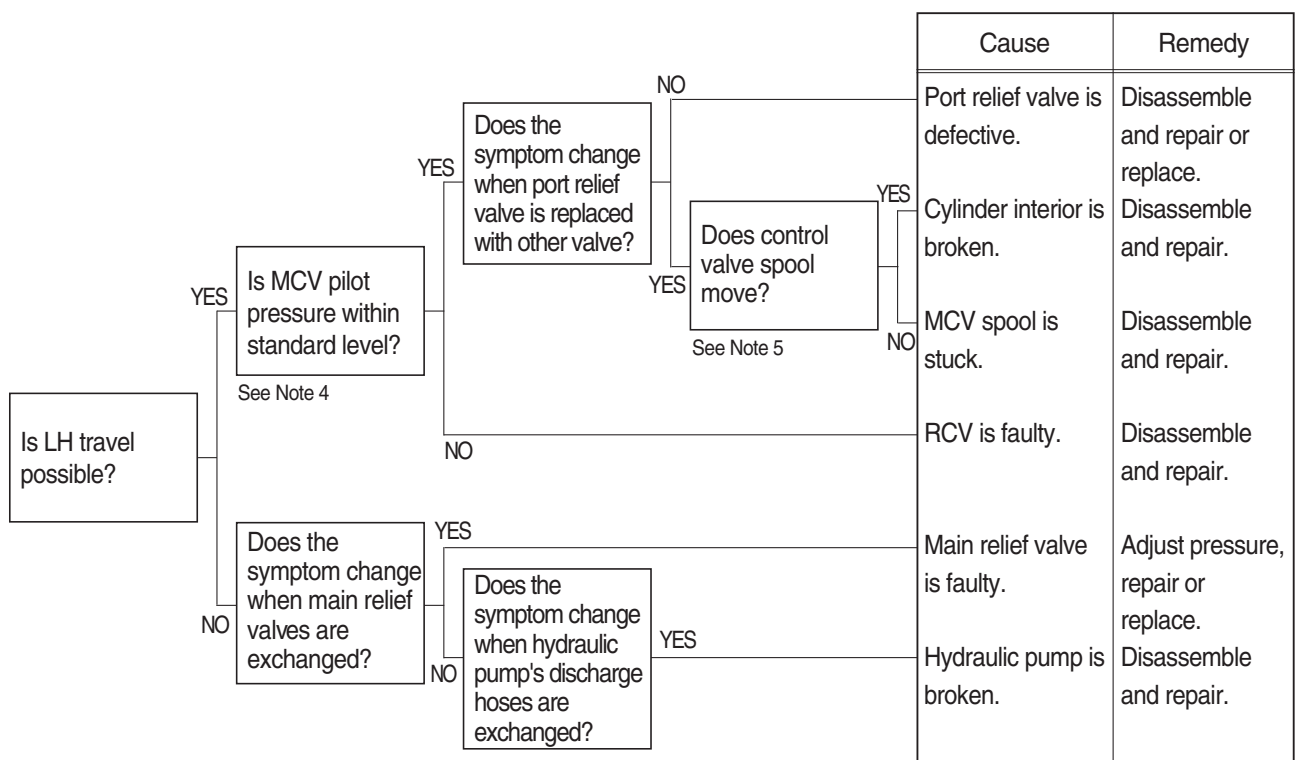 Cause
Remedy
NO
Port relief valve is
defective.
Disassemble
and repair or
replace.
Does the
symptom change
when port relief
valve is replaced
with other valve?
YES
YES
Cylinder interior is
broken.
Disassemble
and repair.
Does control
valve spool
move?
YES
See Note 5
NO
MCV spool is
stuck.
Disassemble
and repair.
YES
Is MCV pilot
pressure within
standard level?
See Note 4
NO
RCV is faulty.
Disassemble
and repair.
Is LH travel
possible?
Does the
symptom change
when main relief
valves are
exchanged?
NO
YES
Main relief valve
is faulty.
Adjust pressure,
repair or
replace.
Does the
symptom change
when hydraulic
pump's discharge
hoses are
exchanged?
NO
YES
Hydraulic pump is
broken.
Disassemble
and repair.